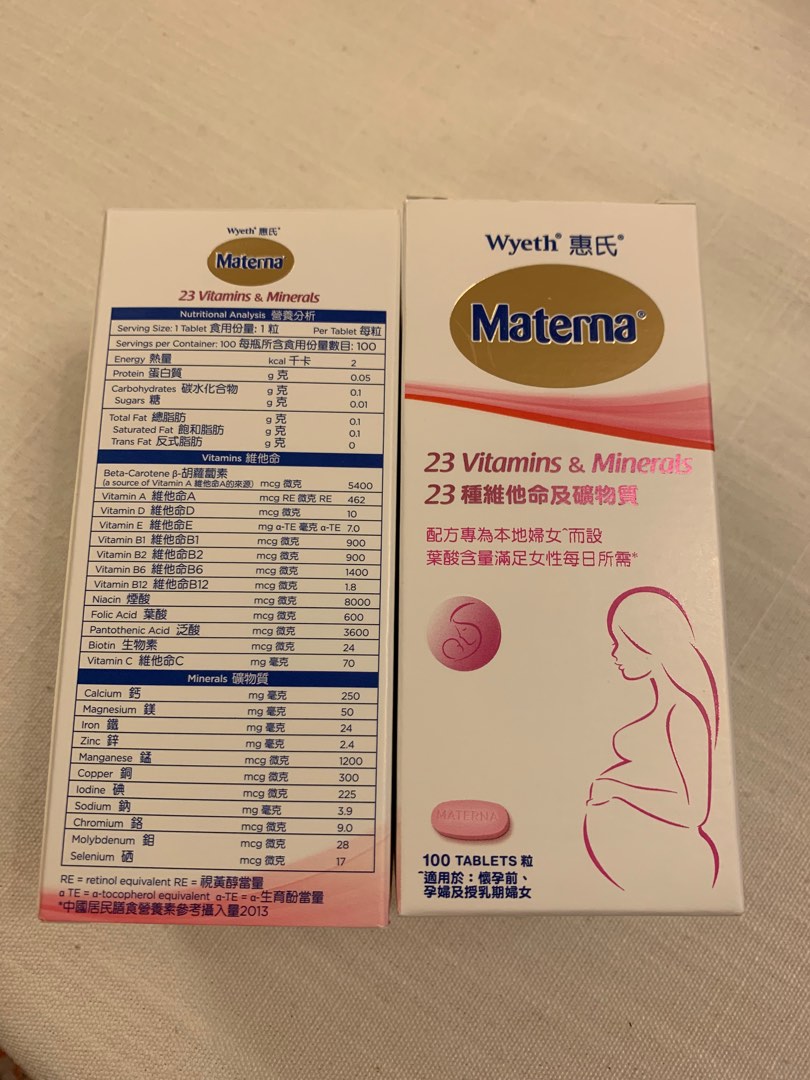 Wyeth® 惠氏®
Materna®
23 Vitamins & Minerals
Nutritional Analysis 營養分析
Serving Size: 1 Tablet 食用份量: 1 粒 Per Tablet 每粒
Servings per Container: 100 每瓶所含食用份量數目: 100
Energy 熱量 kcal 千卡 2
Protein 蛋白質 g 克 0.05
Carbohydrates 碳水化合物 g 克 0.1
Sugars 糖 g 克 0.01
Total Fat 總脂肪 g 克 0.1
Saturated Fat 飽和脂肪 g 克 0.1
Trans Fat 反式脂肪 g 克 0
Vitamins 維他命
Beta-Carotene β-胡蘿蔔素
(a source of Vitamin A 維他命A的來源) mcg 微克 5400
Vitamin A 維他命A mcg RE 微克 RE 462
Vitamin D 維他命D mcg 微克 10
Vitamin E 維他命E mg α-TE 毫克 α-TE 7.0
Vitamin B1 維他命B1 mcg 微克 900
Vitamin B2 維他命B2 mcg 微克 900
Vitamin B6 維他命B6 mcg 微克 1400
Vitamin B12 維他命B12 mcg 微克 1.8
Niacin 煙酸 mcg 微克 8000
Folic Acid 葉酸 mcg 微克 600
Pantothenic Acid 泛酸 mcg 微克 3600
Biotin 生物素 mcg 微克 24
Vitamin C 維他命C mg 毫克 70
Minerals 礦物質
Calcium 鈣 mg 毫克 250
Magnesium 鎂 mg 毫克 50
Iron 鐵 mg 毫克 24
Zinc 鋅 mg 毫克 2.4
Manganese 錳 mcg 微克 1200
Copper 銅 mcg 微克 300
Iodine 碘 mcg 微克 225
Sodium 鈉 mg 毫克 3.9
Chromium 鉻 mcg 微克 9.0
Molybdenum 鉬 mcg 微克 28
Selenium 硒 mcg 微克 17
RE = retinol equivalent RE = 視黃醇當量
α TE = α-tocopherol equivalent α-TE = α-生育酚當量
*中國居民膳食營養素參考攝入量2013
Wyeth® 惠氏®
Materna®
23 Vitamins & Minerals
23 種維他命及礦物質
配方專為本地婦女^而設
葉酸含量滿足女性每日所需*
MATERNA
100 TABLETS 粒
^適用於：懷孕前、
孕婦及授乳期婦女